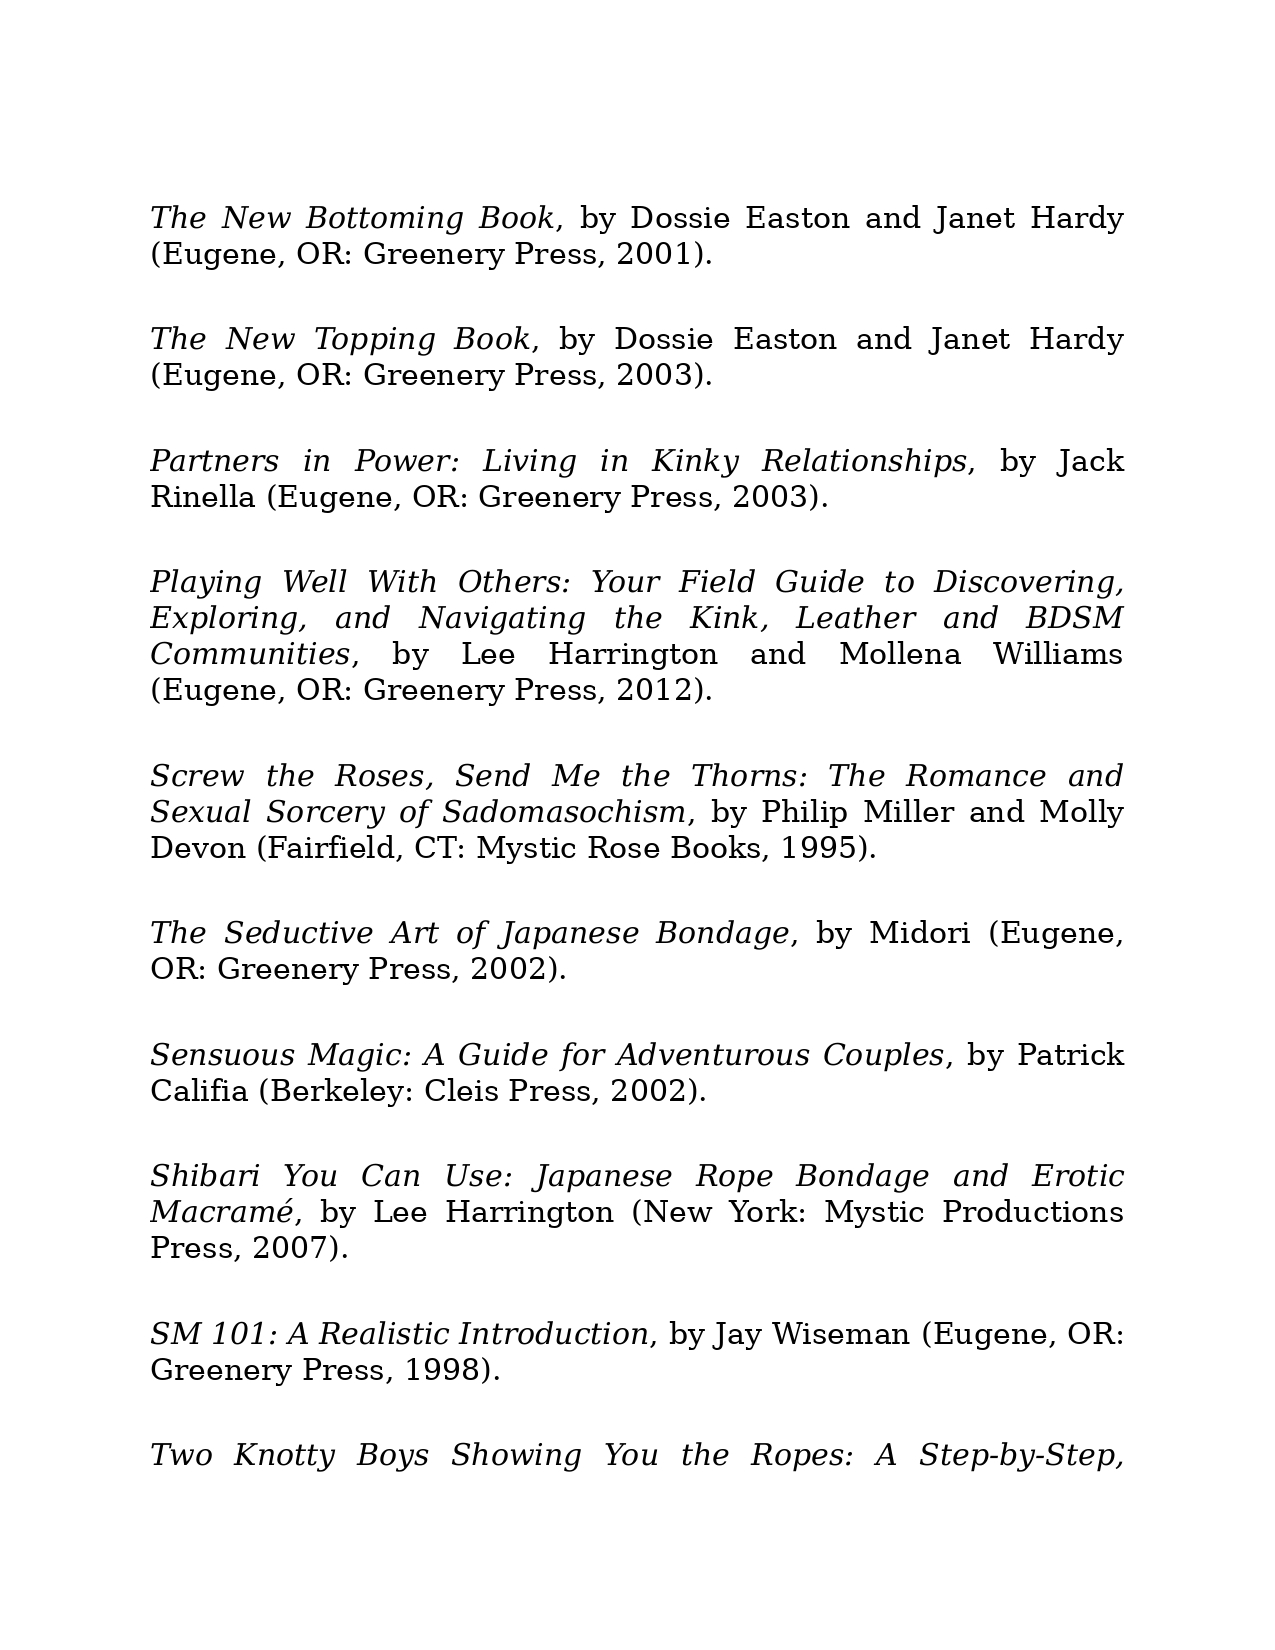 The New Bottoming Book, by Dossie Easton and Janet Hardy
(Eugene, OR: Greenery Press, 2001).
The New Topping Book, by Dossie Easton and Janet Hardy
(Eugene, OR: Greenery Press, 2003).
Partners in Power: Living in Kinky Relationships, by Jack
Rinella (Eugene, OR: Greenery Press, 2003).
Playing Well With Others: Your Field Guide to Discovering,
Exploring, and Navigating the Kink, Leather and BDSM
Communities, by Lee Harrington and Mollena Williams
(Eugene, OR: Greenery Press, 2012).
Screw the Roses, Send Me the Thorns: The Romance and
Sexual Sorcery of Sadomasochism, by Philip Miller and Molly
Devon (Fairfield, CT: Mystic Rose Books, 1995).
The Seductive Art of Japanese Bondage, by Midori (Eugene,
OR: Greenery Press, 2002).
Sensuous Magic: A Guide for Adventurous Couples, by Patrick
Califia (Berkeley: Cleis Press, 2002).
Shibari You Can Use: Japanese Rope Bondage and Erotic
Macramé, by Lee Harrington (New York: Mystic Productions
Press, 2007).
SM 101: A Realistic Introduction, by Jay Wiseman (Eugene, OR:
Greenery Press, 1998).
Two Knotty Boys Showing You the Ropes: A Step-by-Step,